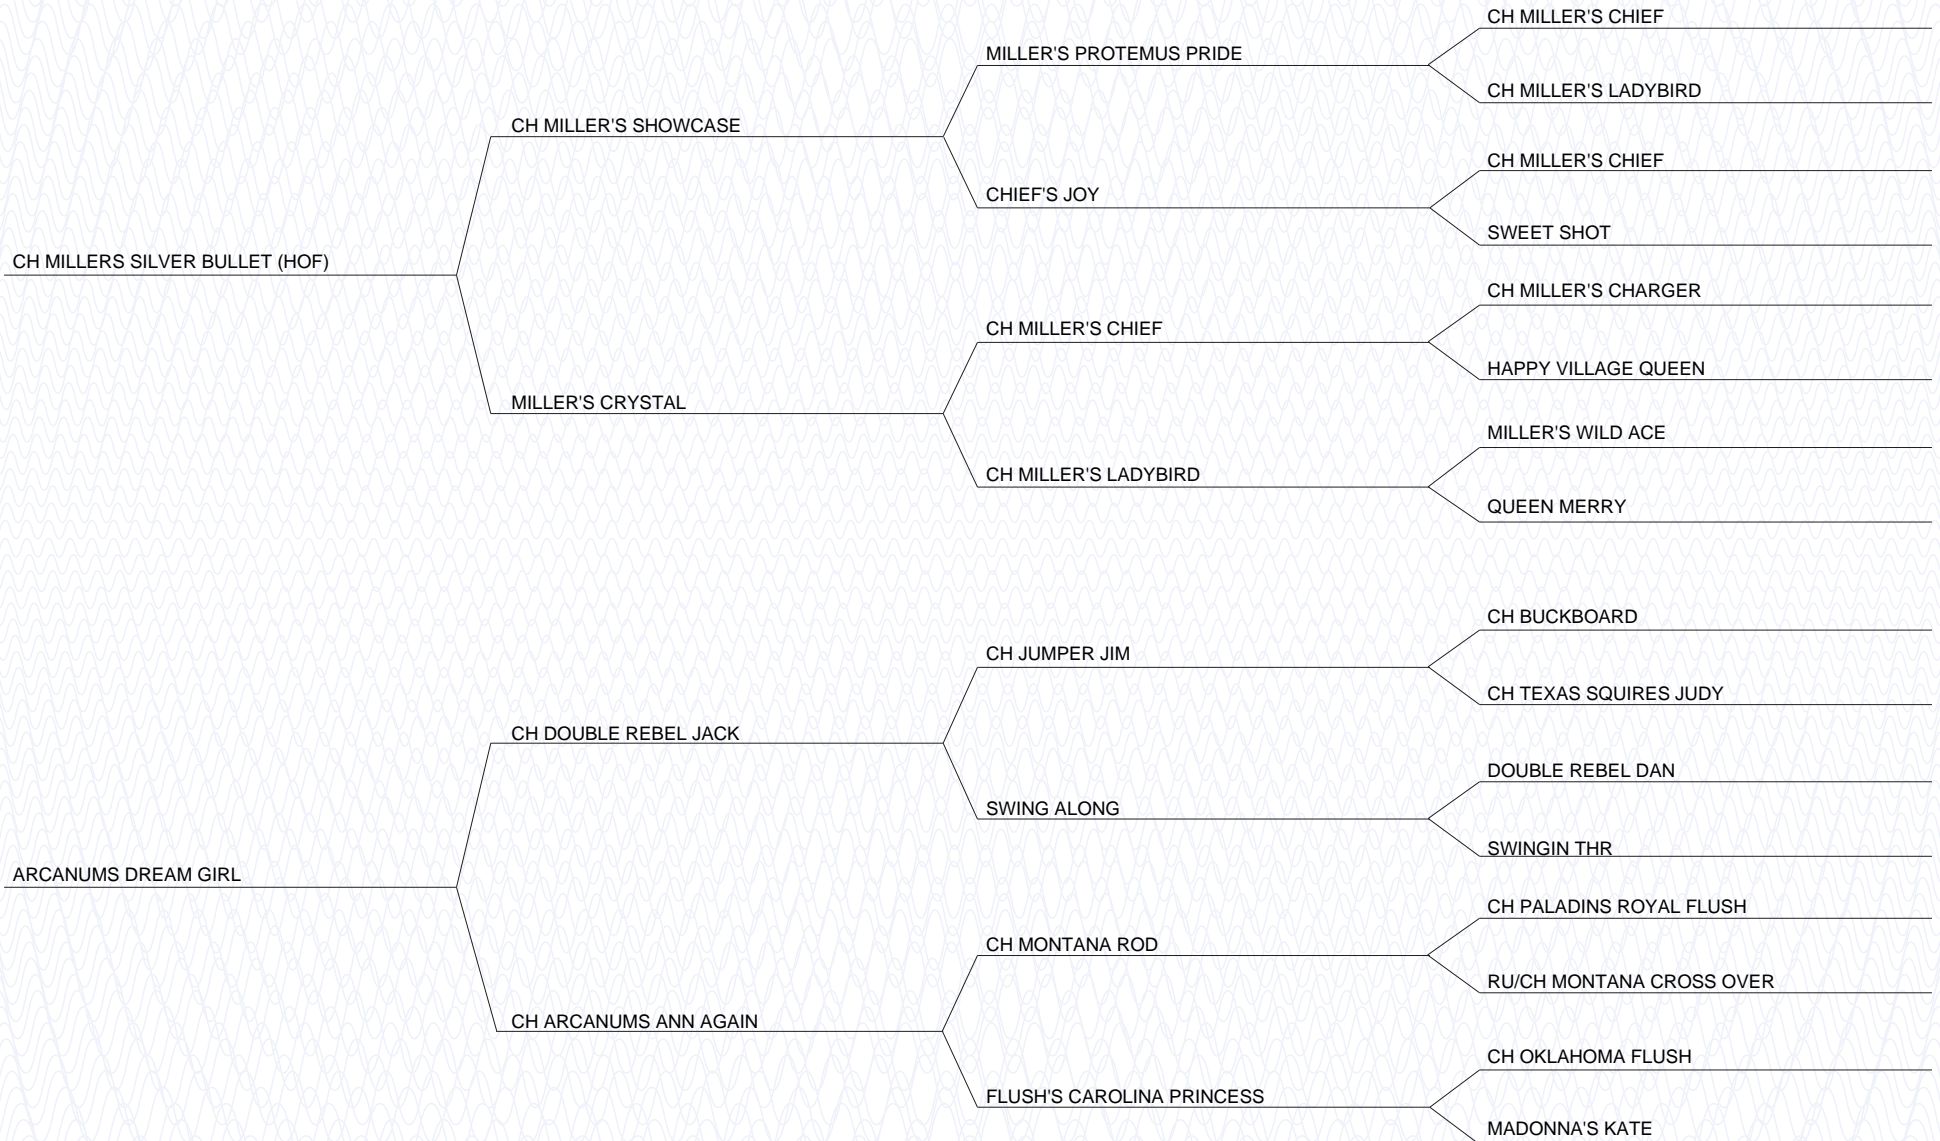 CH MILLER'S CHIEF
MILLER'S PROTEMUS PRIDE
CH MILLER'S LADYBIRD
CH MILLER'S SHOWCASE
CH MILLER'S CHIEF
CHIEF'S JOY
SWEET SHOT
CH MILLERS SILVER BULLET (HOF)
CH MILLER'S CHARGER
CH MILLER'S CHIEF
HAPPY VILLAGE QUEEN
MILLER'S CRYSTAL
MILLER'S WILD ACE
CH MILLER'S LADYBIRD
QUEEN MERRY
CH BUCKBOARD
CH JUMPER JIM
CH TEXAS SQUIRES JUDY
CH DOUBLE REBEL JACK
DOUBLE REBEL DAN
SWING ALONG
SWINGIN THR
ARCANUMS DREAM GIRL
CH PALADINS ROYAL FLUSH
CH MONTANA ROD
RU/CH MONTANA CROSS OVER
CH ARCANUMS ANN AGAIN
CH OKLAHOMA FLUSH
FLUSH'S CAROLINA PRINCESS
MADONNA'S KATE